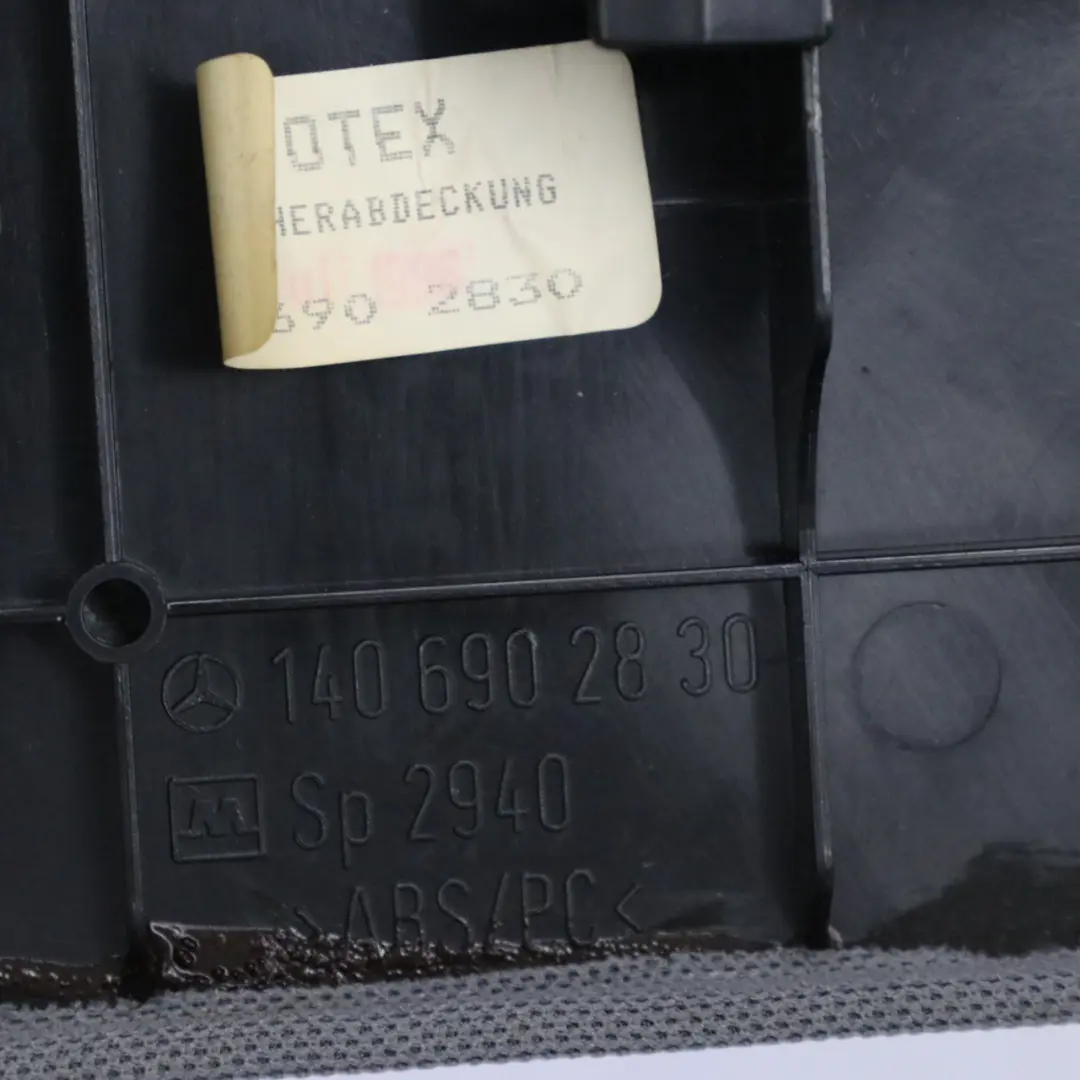 OTEX
HERABDECKUNG
690 2830
140 690 28 30
M Sp 2940
>ABS/PC<